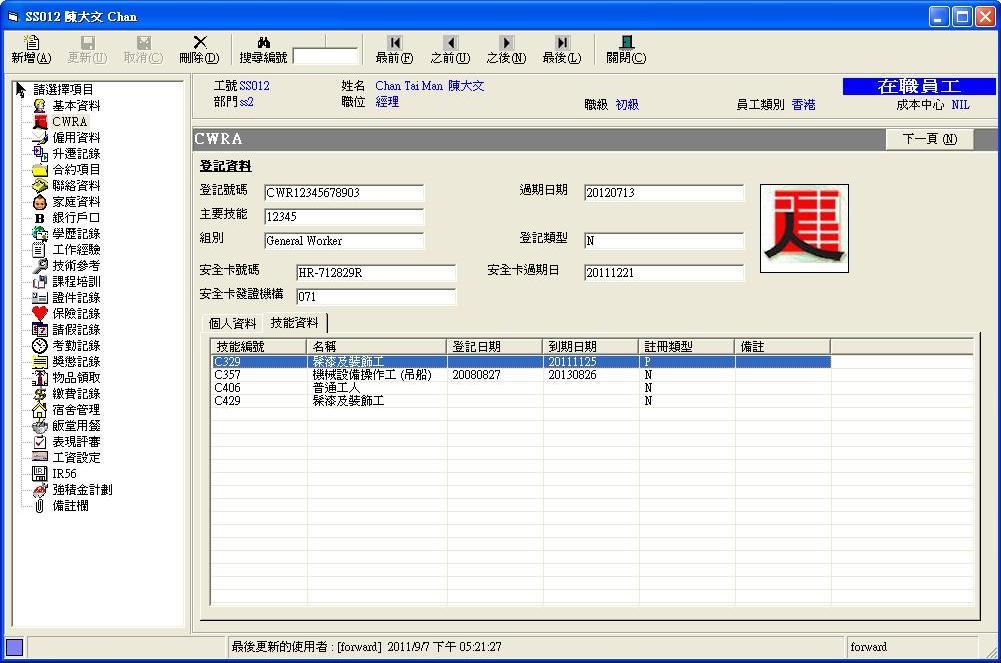 SS012 陳大文 Chan
新增(A) 更新(U) 取消(C) 刪除(D) 搜尋編號 最前(F) 之前(U) 之後(N) 最後(L) 關閉(C)
請選擇項目
基本資料
CWRA
僱用資料
升遷記錄
合約項目
聯絡資料
家庭資料
銀行戶口
學歷記錄
工作經驗
技術參考
課程培訓
證件記錄
保險記錄
請假記錄
考勤記錄
獎懲記錄
物品領取
繳費記錄
宿舍管理
飯堂用餐
表現評審
工資設定
IR56
強積金計劃
備註欄
工號 SS012 姓名 Chan Tai Man 陳大文 在職員工
部門 ss2 職位 經理 職級 初級 員工類別 香港 成本中心 NIL
CWRA 下一頁 (N)
登記資料
登記號碼 CWR12345678903 過期日期 20120713
主要技能 12345
組別 General Worker 登記類型 N
安全卡號碼 HR-712829R 安全卡過期日 20111221
安全卡發證機構 071
個人資料 技能資料
技能編號 名稱 登記日期 到期日期 註冊類型 備註
C329 髹漆及裝飾工 20111125 P
C357 機械設備操作工 (吊船) 20080827 20130826 N
C406 普通工人 N
C429 髹漆及裝飾工 N
最後更新的使用者 : [forward] 2011/9/7 下午 05:21:27 forward